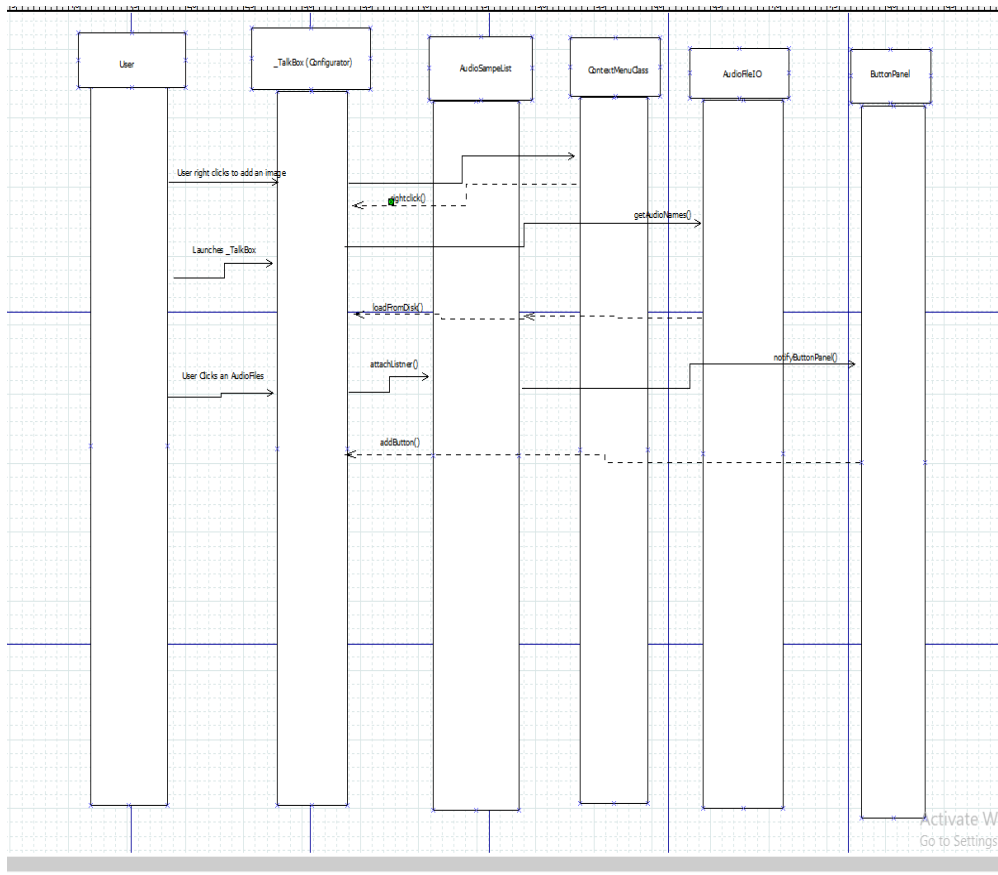 User
_TalkBox (Configurator)
AudioSampeList
ContextMenuClass
AudioFileIO
ButtonPanel
User right clicks to add an image
rightclick()
getAudioNames()
Launches _TalkBox
loadFromDisk()
notifyButtonPanel()
attachListner()
User Clicks an AudioFiles
addButton()
Activate W
Go to Settings